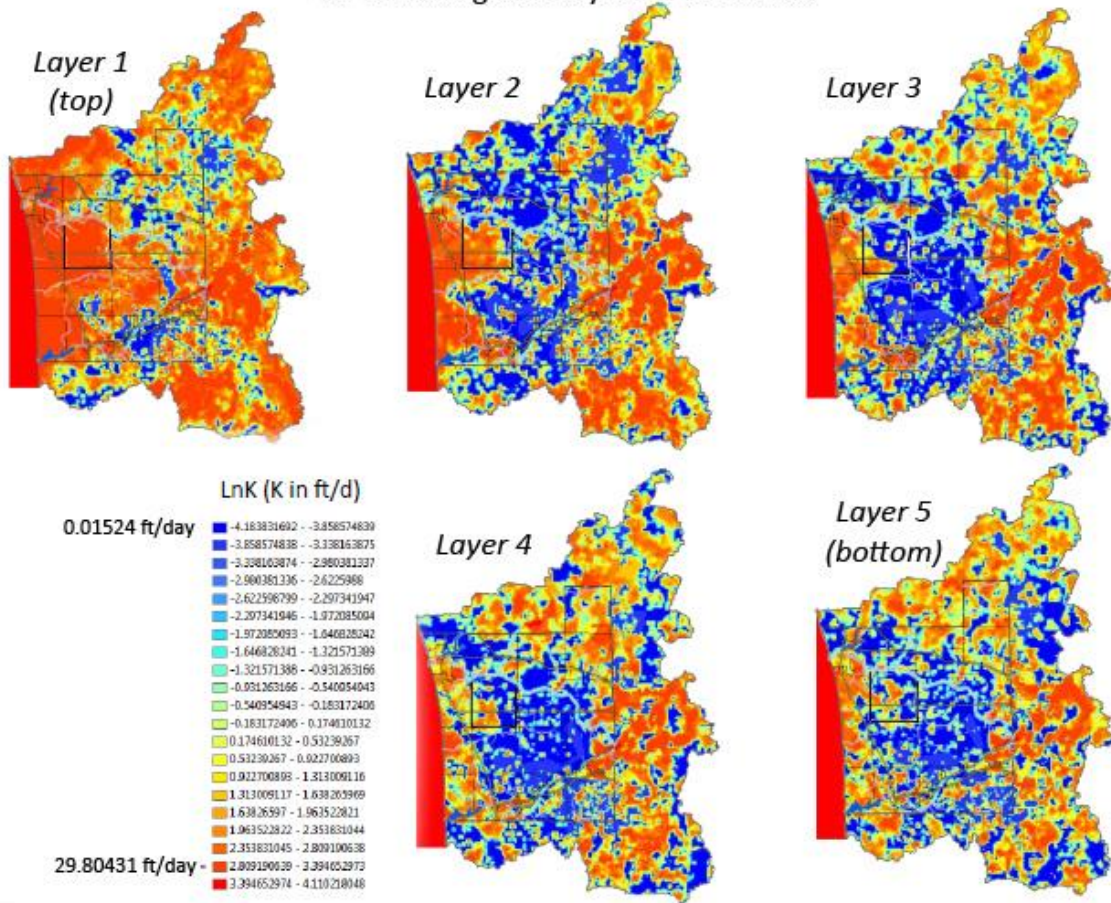 Layer 1
(top)
Layer 2
Layer 3
LnK (K in ft/d)
0.01524 ft/day
-4.183831692 - -3.858574839
-3.858574838 - -3.338163875
-3.338163874 - -2.980381337
-2.980381336 - -2.6225988
-2.622598799 - -2.297341947
-2.297341946 - -1.972085094
-1.972085093 - -1.646828242
-1.646828241 - -1.321571389
-1.321571388 - -0.931263166
-0.931263166 - -0.540954943
-0.540954943 - -0.183172406
-0.183172406 - 0.174610132
0.174610132 - 0.53239267
0.53239267 - 0.922700893
0.922700893 - 1.313009116
1.313009117 - 1.638265969
1.63826597 - 1.963522821
1.963522822 - 2.353831044
2.353831045 - 2.809190638
29.80431 ft/day -
2.809190639 - 3.394652973
3.394652974 - 4.110218048
Layer 4
Layer 5
(bottom)